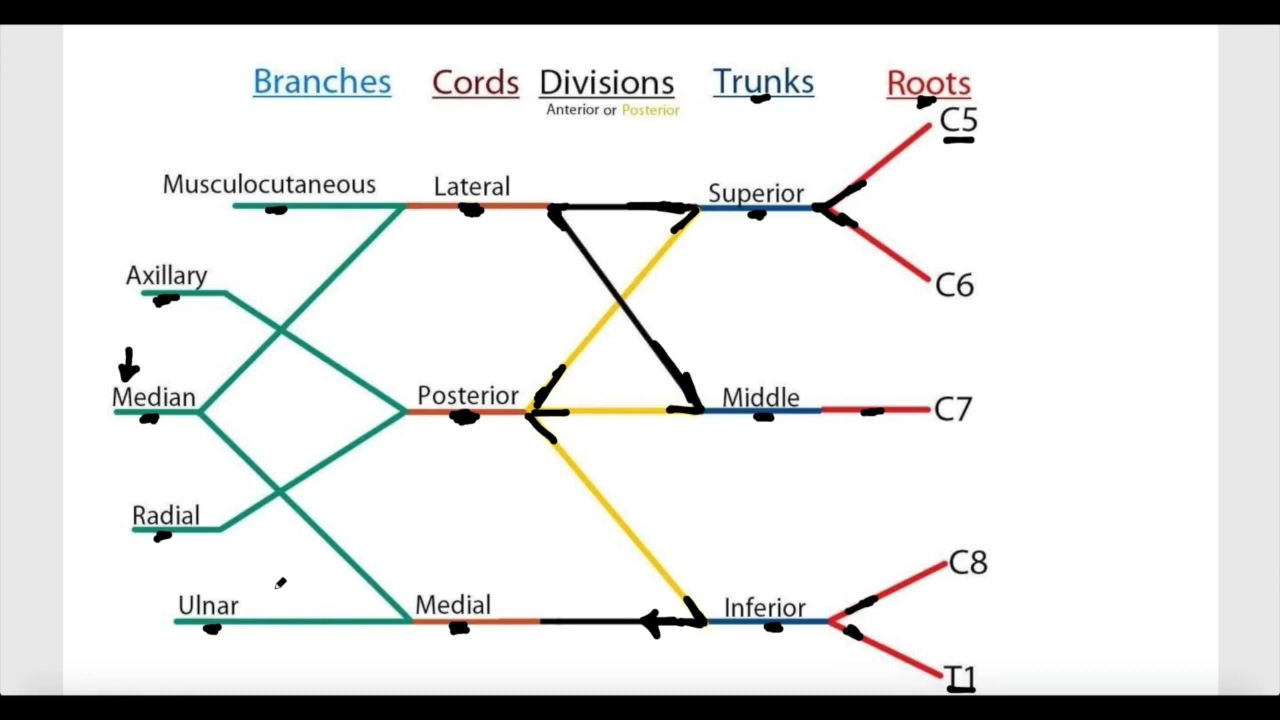 Branches Cords Divisions Trunks Roots
Anterior or Posterior
C5
Musculocutaneous Lateral Superior
Axillary C6
Median Posterior Middle C7
Radial
C8
Ulnar Medial Inferior
T1